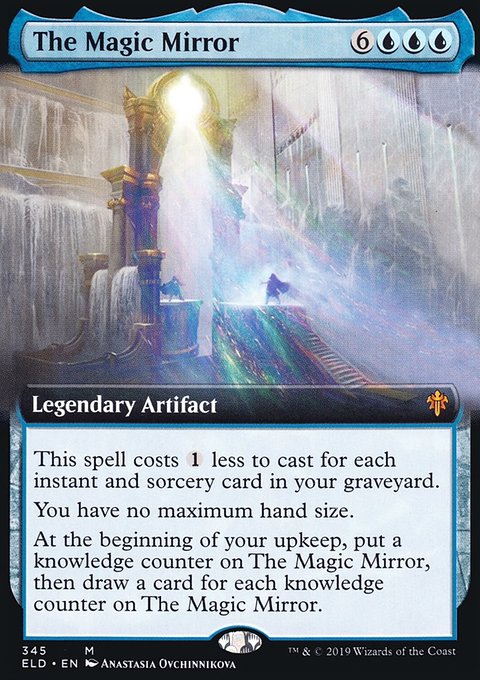 The Magic Mirror 6
Legendary Artifact
This spell costs 1 less to cast for each
instant and sorcery card in your graveyard.
You have no maximum hand size.
At the beginning of your upkeep, put a
knowledge counter on The Magic Mirror,
then draw a card for each knowledge
counter on The Magic Mirror.
345 M
ELD • EN Anastasia Ovchinnikova
™ & © 2019 Wizards of the Coast